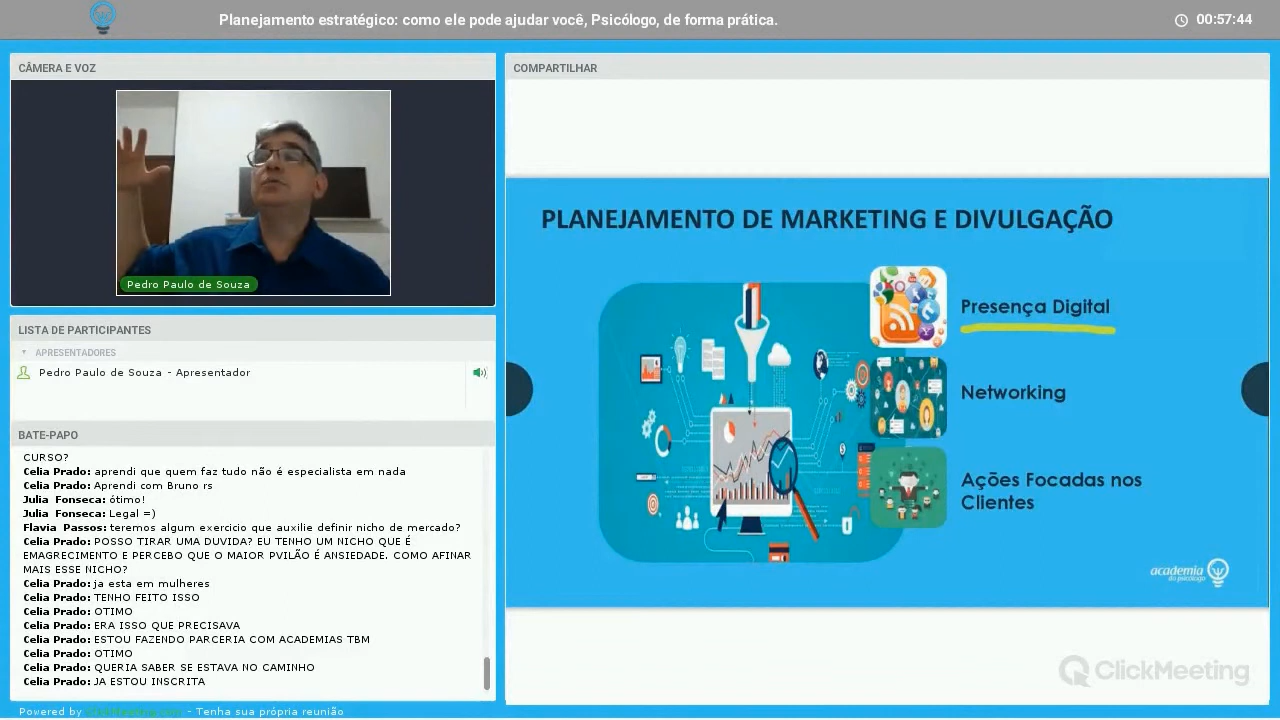 Planejamento estratégico: como ele pode ajudar você, Psicólogo, de forma prática.
00:57:44
CÂMERA E VOZ
Pedro Paulo de Souza
LISTA DE PARTICIPANTES
APRESENTADORES
Pedro Paulo de Souza - Apresentador
BATE-PAPO
CURSO?
Celia Prado: aprendi que quem faz tudo não é especialista em nada
Celia Prado: Aprendi com Bruno rs
Julia Fonseca: ótimo!
Julia Fonseca: Legal =)
Flavia Passos: teremos algum exercicio que auxilie definir nicho de mercado?
Celia Prado: POSSO TIRAR UMA DUVIDA? EU TENHO UM NICHO QUE É
EMAGRECIMENTO E PERCEBO QUE O MAIOR PVILÃO É ANSIEDADE. COMO AFINAR
MAIS ESSE NICHO?
Celia Prado: ja esta em mulheres
Celia Prado: TENHO FEITO ISSO
Celia Prado: OTIMO
Celia Prado: ERA ISSO QUE PRECISAVA
Celia Prado: ESTOU FAZENDO PARCERIA COM ACADEMIAS TBM
Celia Prado: OTIMO
Celia Prado: QUERIA SABER SE ESTAVA NO CAMINHO
Celia Prado: JA ESTOU INSCRITA
Powered by ClickMeeting.com - Tenha sua própria reunião
COMPARTILHAR
PLANEJAMENTO DE MARKETING E DIVULGAÇÃO
Presença Digital
Networking
Ações Focadas nos
Clientes
academia
do psicólogo
ClickMeeting